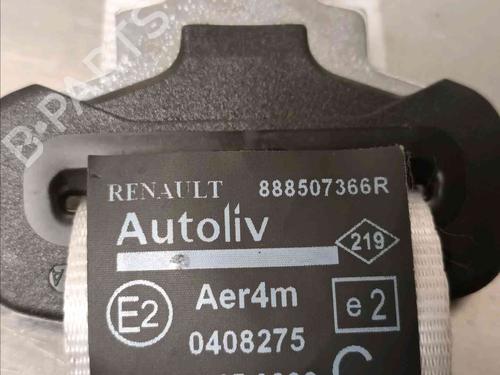 B-PARTS
RENAULT 888507366R
Autoliv 219
E2 Aer4m e 2
0408275
C